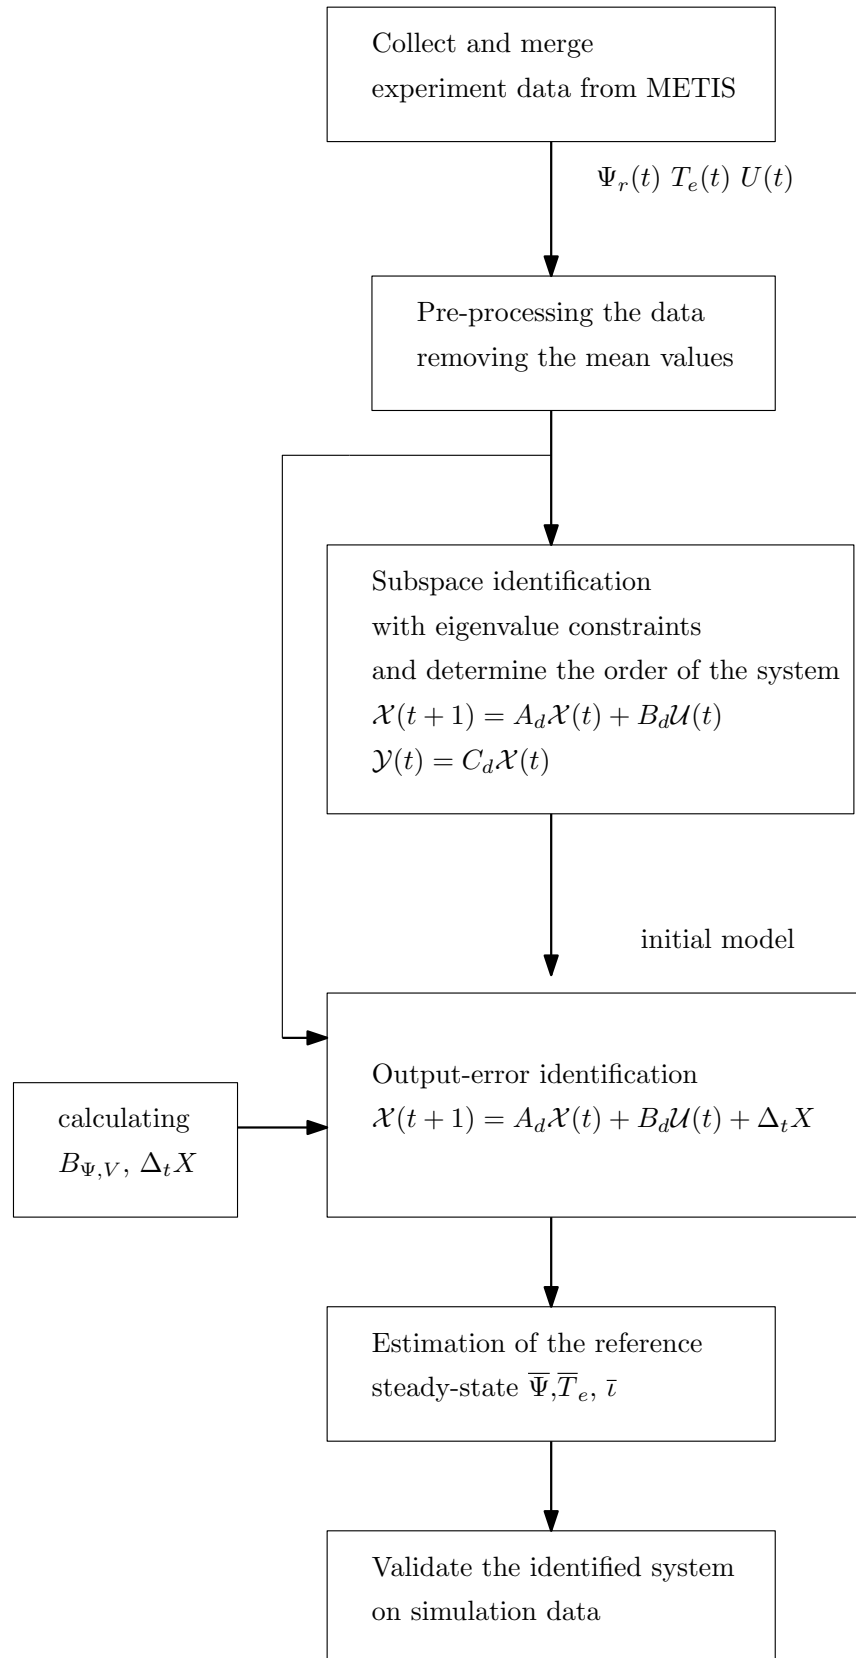 Collect and merge
experiment data from METIS
Ψ_r(t) T_e(t) U(t)
Pre-processing the data
removing the mean values
Subspace identification
with eigenvalue constraints
and determine the order of the system
𝒳(t + 1) = A_d𝒳(t) + B_d𝒰(t)
𝒴(t) = C_d𝒳(t)
initial model
Output-error identification
𝒳(t + 1) = A_d𝒳(t) + B_d𝒰(t) + Δ_tX
calculating
B_{Ψ,V}, Δ_tX
Estimation of the reference
steady-state Ψ̅,T̅_e, ῑ
Validate the identified system
on simulation data